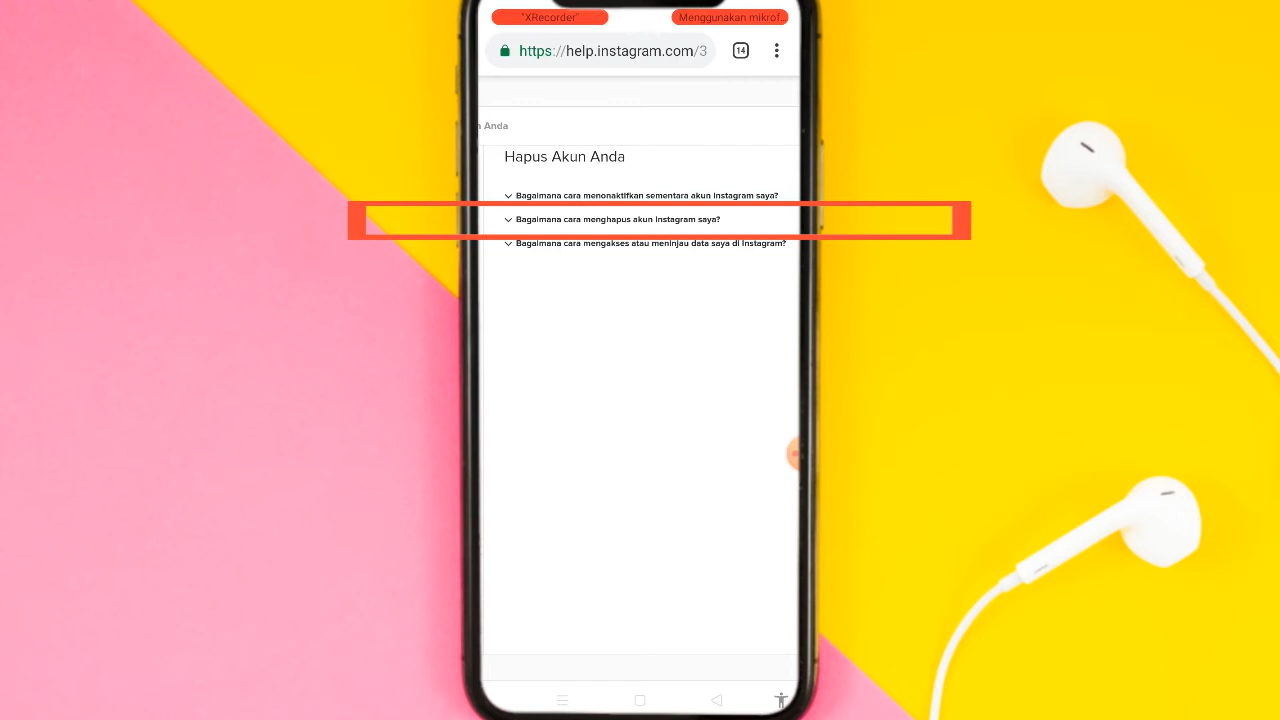 "XRecorder"
Menggunakan mikrof..
https://help.instagram.com/3
14
Anda
Hapus Akun Anda
Bagaimana cara menonaktifkan sementara akun Instagram saya?
Bagaimana cara menghapus akun Instagram saya?
Bagaimana cara mengakses atau meninjau data saya di Instagram?